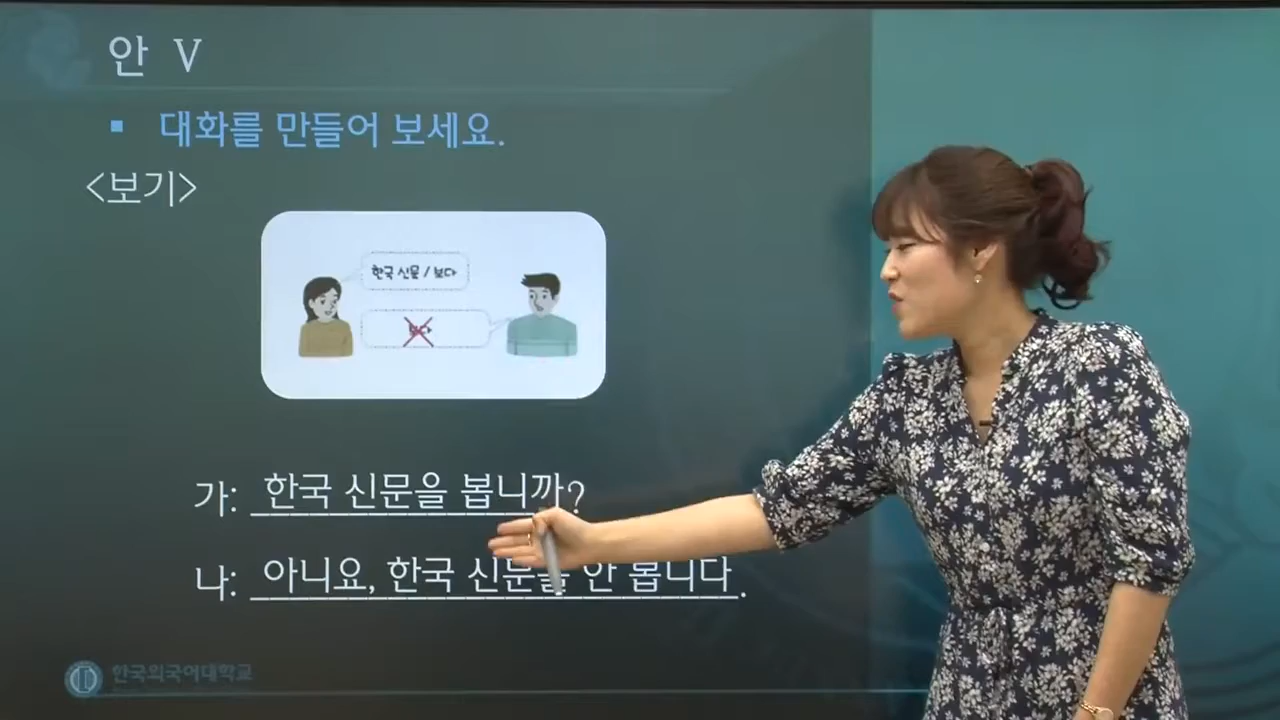 안 V
▪ 대화를 만들어 보세요.
<보기>
한국 신문 / 보다
가: 한국 신문을 봅니까?
나: 아니요, 한국 신문을 안 봅니다.
한국외국어대학교